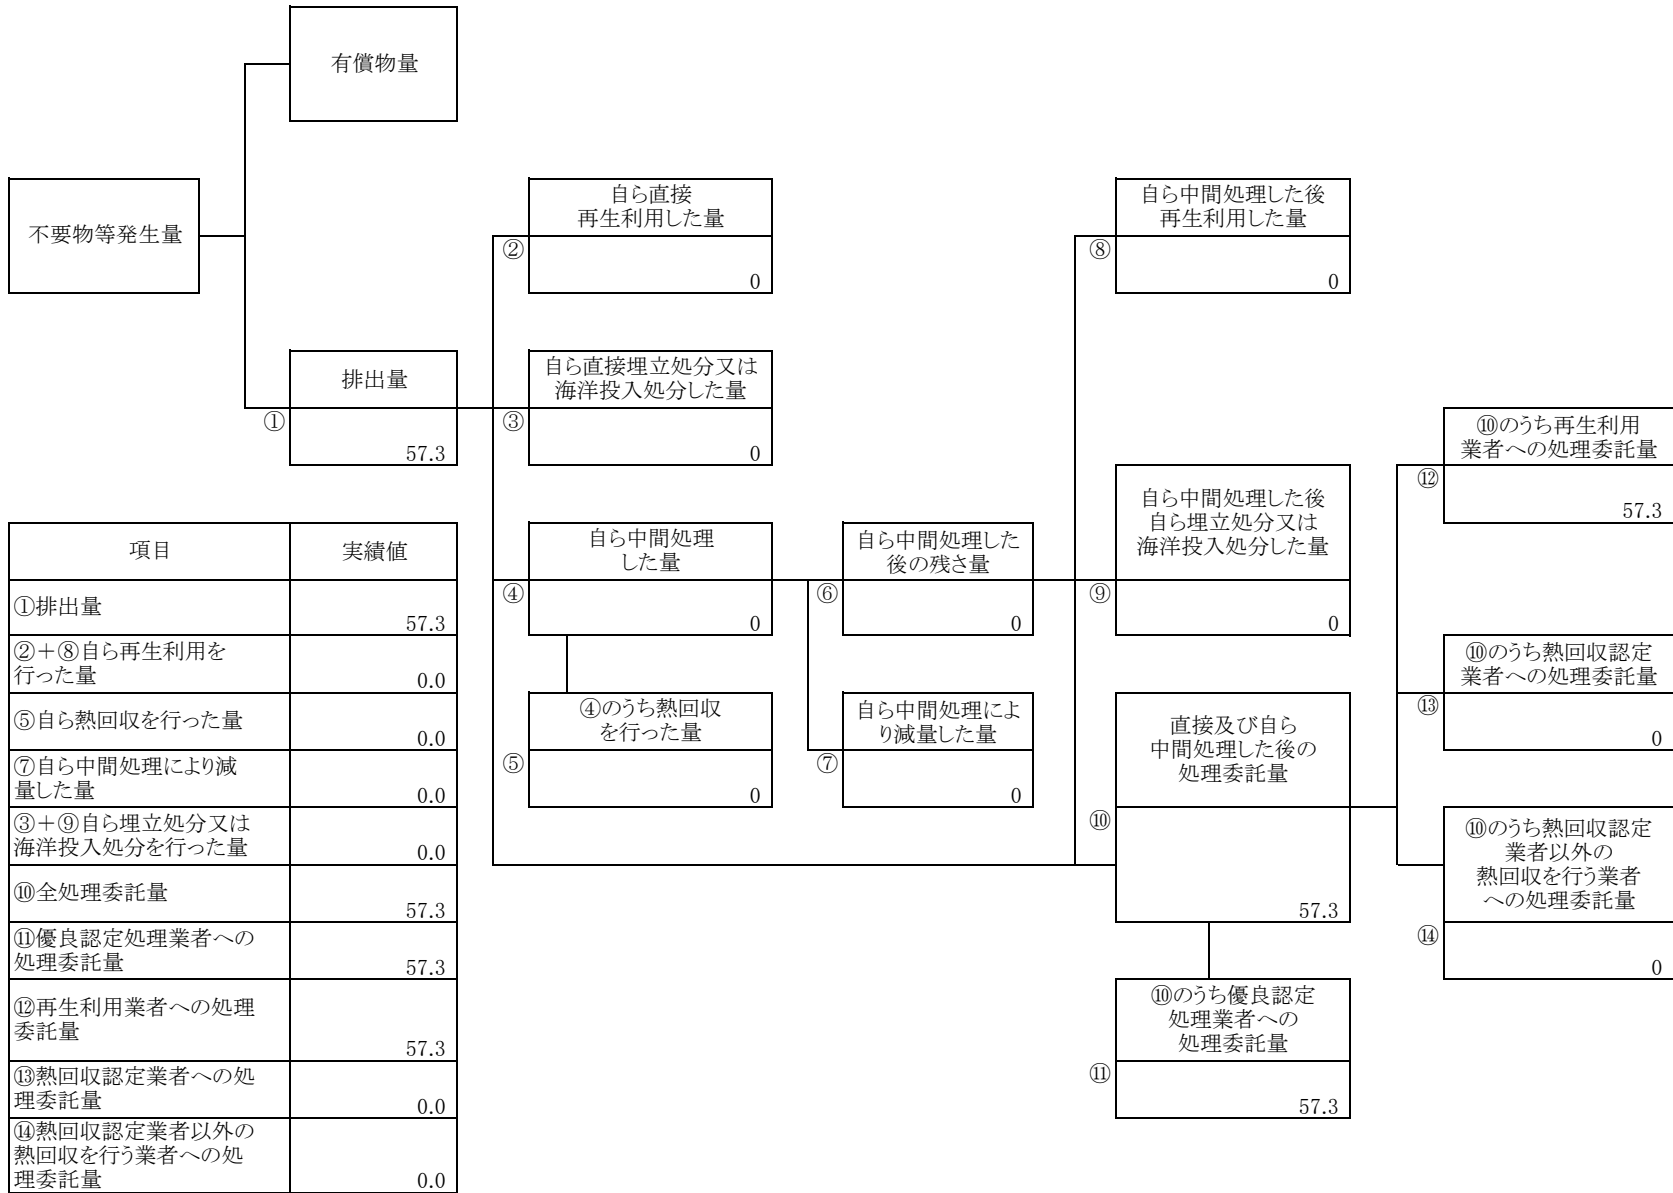 有償物量
不要物等発生量
自ら直接
再生利用した量
②
0
自ら中間処理した後
再生利用した量
⑧
0
排出量
①
57.3
自ら直接埋立処分又は
海洋投入処分した量
③
0
⑩のうち再生利用
業者への処理委託量
⑫
57.3
自ら中間処理した後
自ら埋立処分又は
海洋投入処分した量
⑨
0
自ら中間処理
した量
④
0
自ら中間処理した
後の残さ量
⑥
0
⑩のうち熱回収認定
業者への処理委託量
⑬
0
④のうち熱回収
を行った量
⑤
0
自ら中間処理によ
り減量した量
⑦
0
直接及び自ら
中間処理した後の
処理委託量
⑩
57.3
⑩のうち熱回収認定
業者以外の
熱回収を行う業者
への処理委託量
⑭
0
⑩のうち優良認定
処理業者への
処理委託量
⑪
57.3
項目 実績値
①排出量
57.3
②＋⑧自ら再生利用を
行った量
0.0
⑤自ら熱回収を行った量
0.0
⑦自ら中間処理により減
量した量
0.0
③＋⑨自ら埋立処分又は
海洋投入処分を行った量
0.0
⑩全処理委託量
57.3
⑪優良認定処理業者への
処理委託量
57.3
⑫再生利用業者への処理
委託量
57.3
⑬熱回収認定業者への処
理委託量
0.0
⑭熱回収認定業者以外の
熱回収を行う業者への処
理委託量
0.0